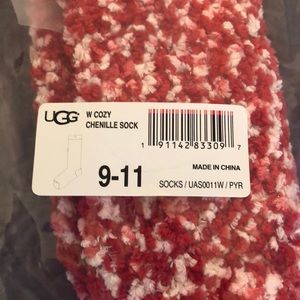 UGG
W COZY
CHENILLE SOCK
1 91142 83309 7
9-11
MADE IN CHINA
SOCKS / UAS0011W / PYR